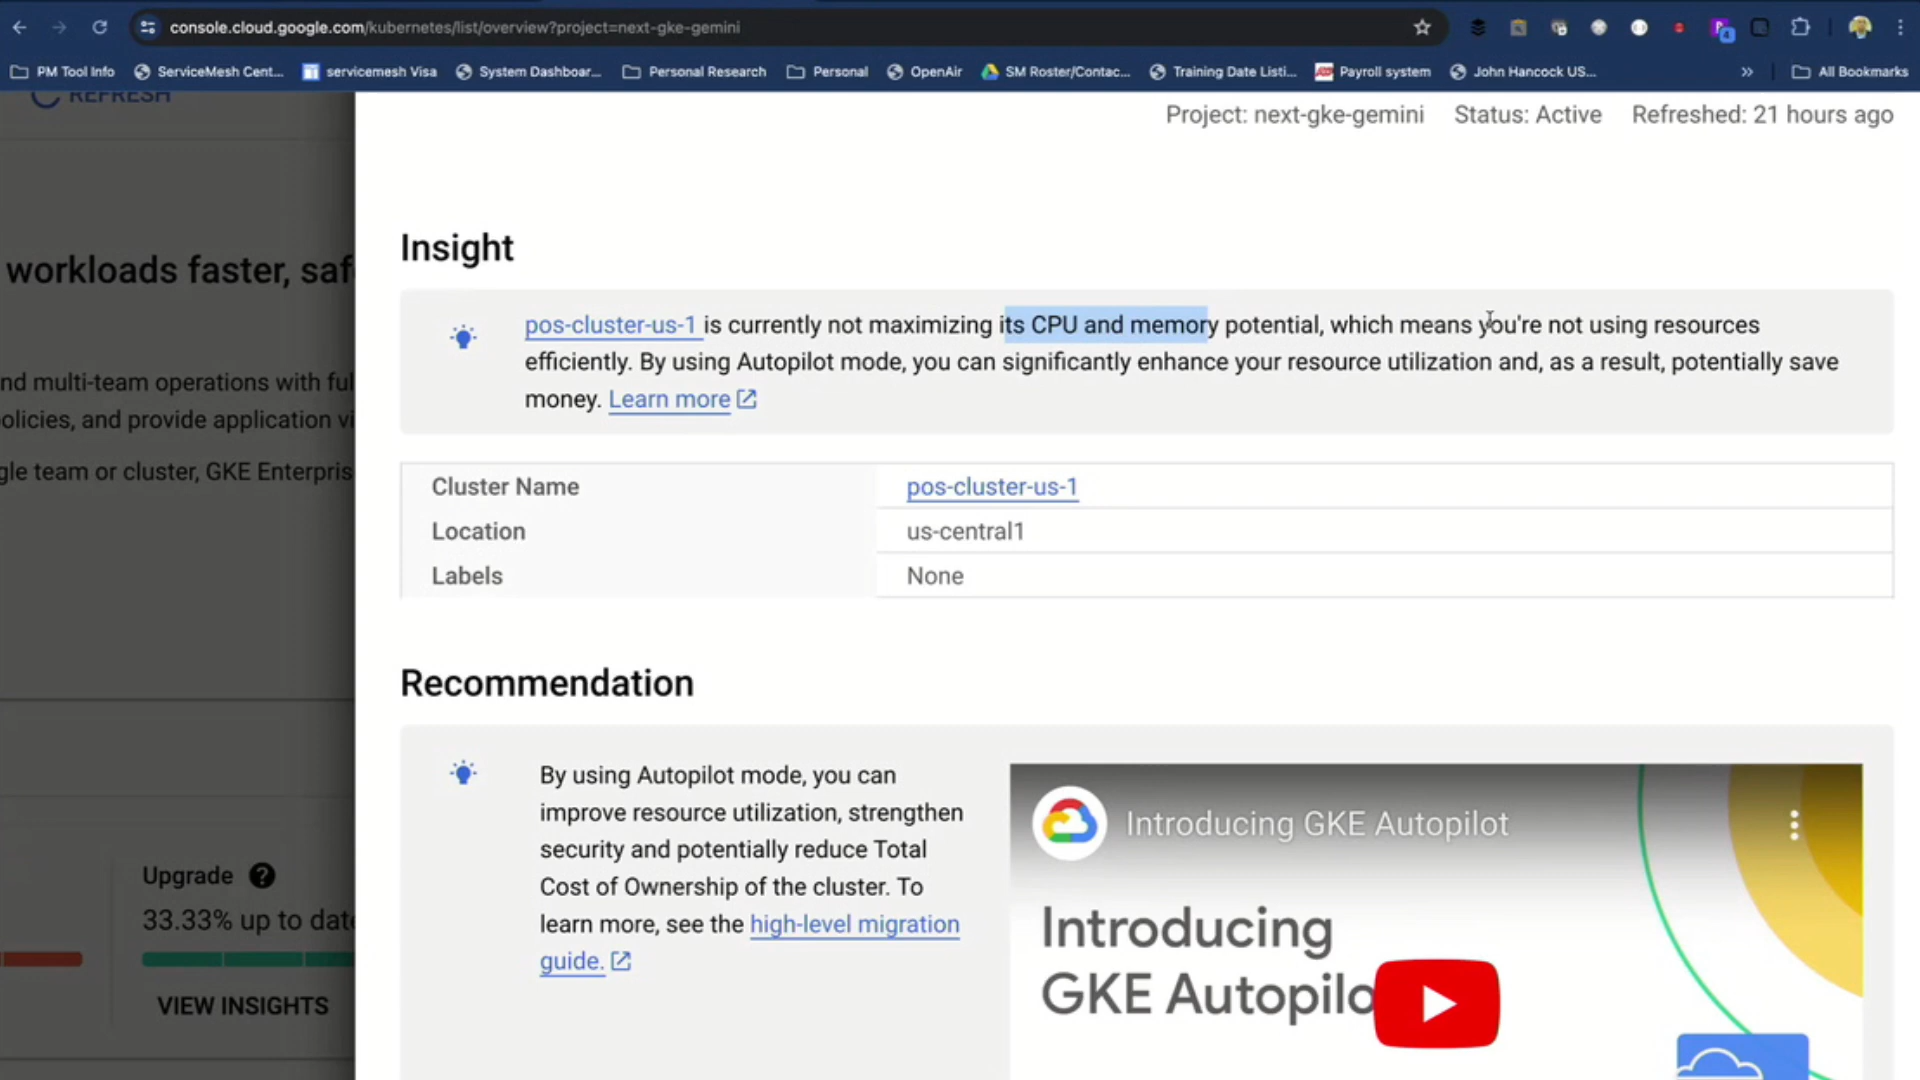 console.cloud.google.com/kubernetes/list/overview?project=next-gke-gemini
PM Tool Info
ServiceMesh Cent...
servicemesh Visa
System Dashboar...
Personal Research
Personal
OpenAir
SM Roster/Contac...
Training Date Listi...
Payroll system
John Hancock US...
»
All Bookmarks
REFRESH
Project: next-gke-gemini
Status: Active
Refreshed: 21 hours ago
workloads faster, saf
nd multi-team operations with ful
olicies, and provide application vi
gle team or cluster, GKE Enterpris
Insight
pos-cluster-us-1 is currently not maximizing its CPU and memory potential, which means you're not using resources
efficiently. By using Autopilot mode, you can significantly enhance your resource utilization and, as a result, potentially save
money. Learn more
Cluster Name pos-cluster-us-1
Location us-central1
Labels None
Recommendation
By using Autopilot mode, you can
improve resource utilization, strengthen
security and potentially reduce Total
Cost of Ownership of the cluster. To
learn more, see the high-level migration
guide.
Introducing GKE Autopilot
Introducing
GKE Autopilo
Upgrade ?
33.33% up to date
VIEW INSIGHTS